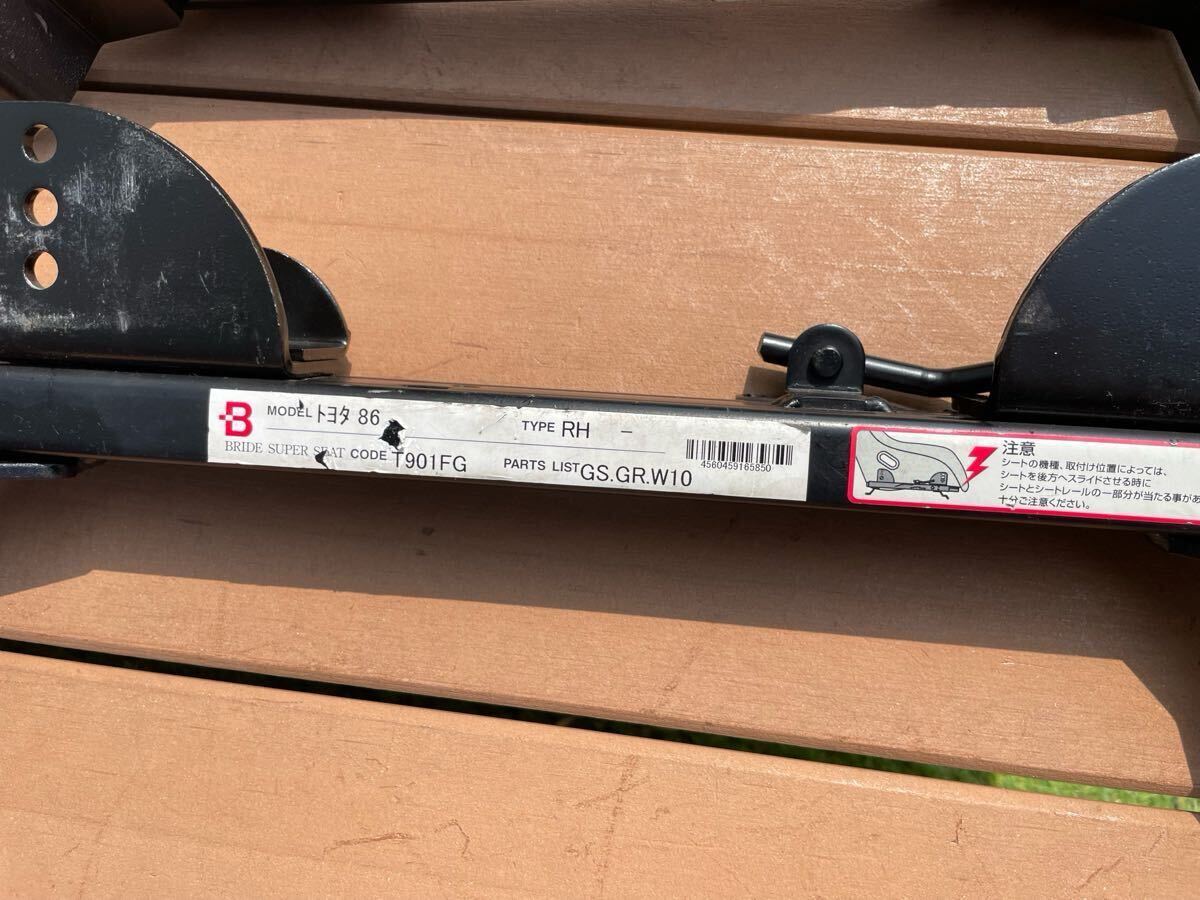 B
MODEL トヨタ 86 TYPE RH –
BRIDE SUPER SEAT CODE T901FG PARTS LIST GS.GR.W10
4560459165850
注意
シートの機種、取付け位置によっては、
シートを後方へスライドさせる時に
シートとシートレールの一部分が当たる事があ
十分ご注意ください。